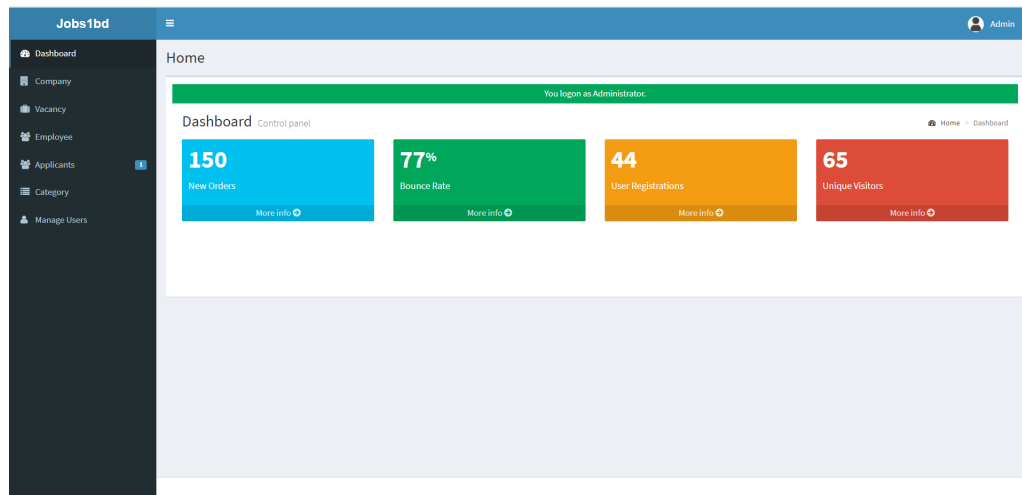 Jobs1bd
Admin
Dashboard
Company
Vacancy
Employee
Applicants 1
Category
Manage Users
Home
You logon as Administrator.
Dashboard Control panel
Home > Dashboard
150
New Orders
More info
77%
Bounce Rate
More info
44
User Registrations
More info
65
Unique Visitors
More info